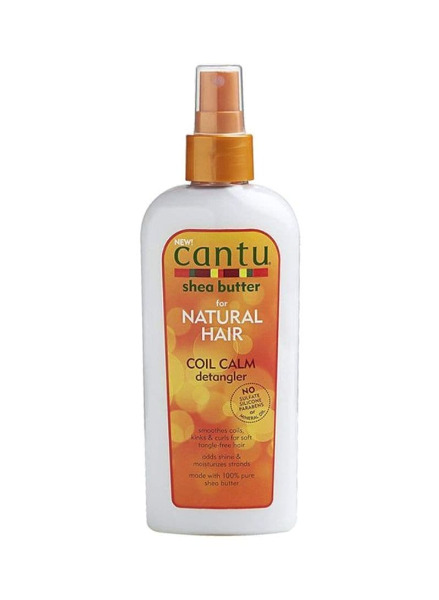 NEW!
cantu®
shea butter
for
NATURAL
HAIR
COIL CALM
detangler
NO
SULFATE
SILICONE
PARABENS
or
MINERAL OIL
smoothes coils,
kinks & curls for soft
tangle-free hair
adds shine &
moisturizes strands
made with 100% pure
shea butter